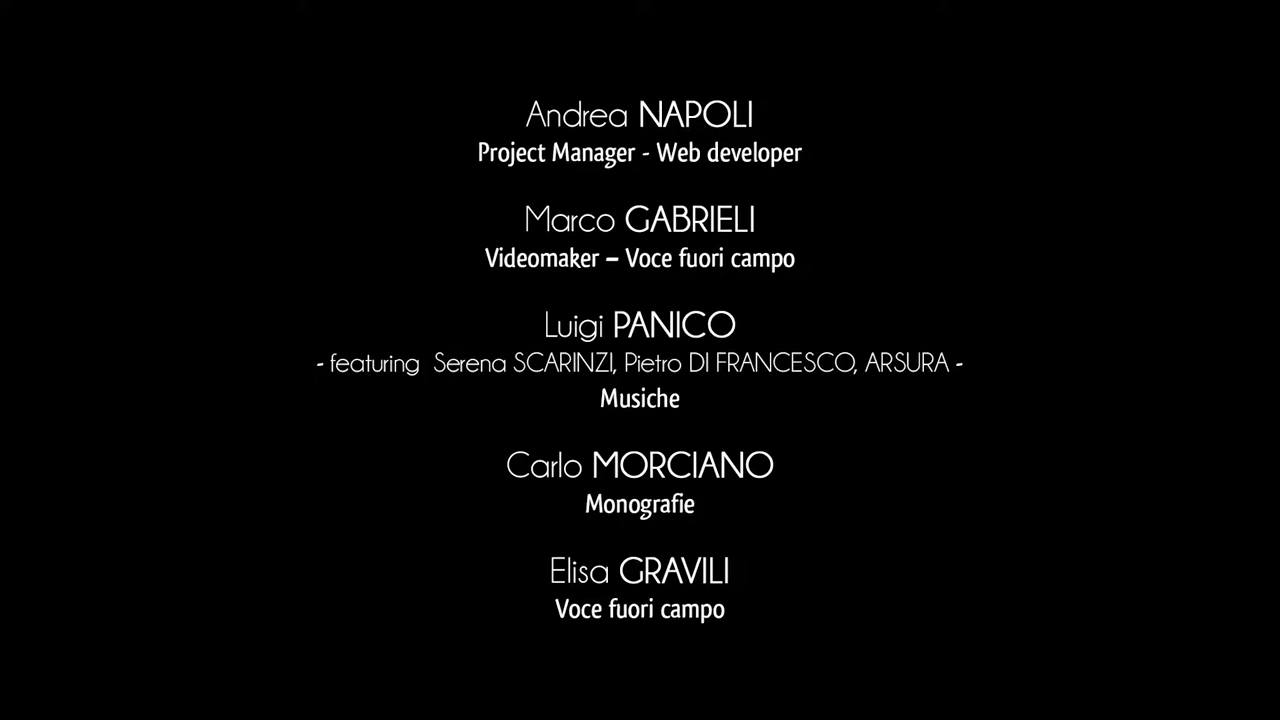 Andrea NAPOLI
Project Manager - Web developer
Marco GABRIELI
Videomaker – Voce fuori campo
Luigi PANICO
- featuring  Serena SCARINZI, Pietro DI FRANCESCO, ARSURA -
Musiche
Carlo MORCIANO
Monografie
Elisa GRAVILI
Voce fuori campo